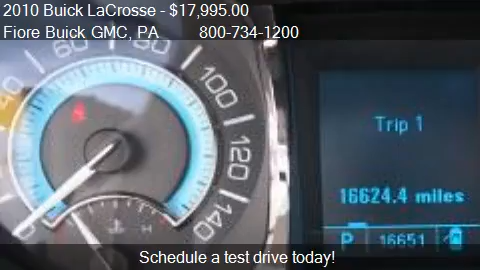 2010 Buick LaCrosse - $17,995.00
Fiore Buick GMC, PA 800-734-1200
80
100
120
140
Trip 1
16624.4 miles
P 16651
H
Schedule a test drive today!